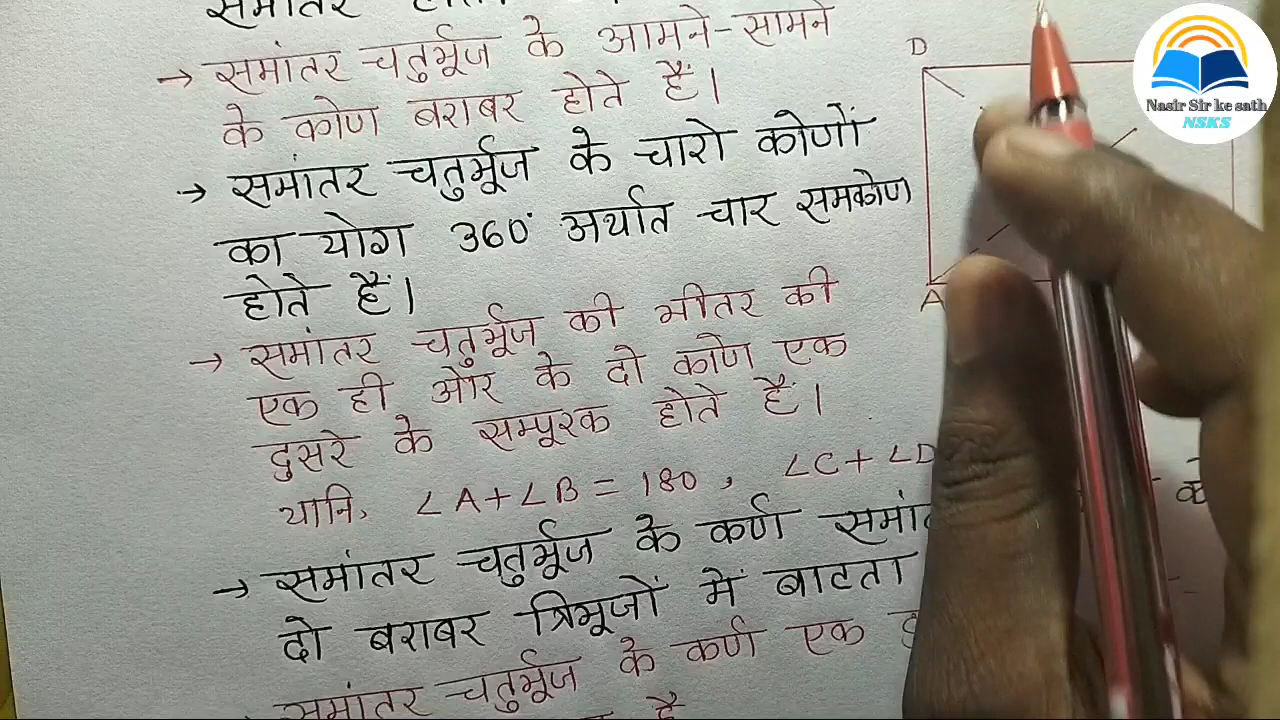 समांतर
→ समांतर चतुर्भूज के आमने-सामने
के कोण बराबर होते हैं।
→ समांतर चतुर्भूज के चारो कोणों
का योग 360° अर्थात चार समकोण
होते हैं।
→ समांतर चतुर्भूज की भीतर की
एक ही ओर के दो कोण एक
दुसरे के सम्पूरक होते हैं।
यानि, ∠A+∠B = 180, ∠C+∠D
→ समांतर चतुर्भूज के कर्ण
दो बराबर त्रिभूजों में बाटता
समांतर चतुर्भूज के कर्ण एक
है
D
A
Nasir Sir ke sath
NSKS